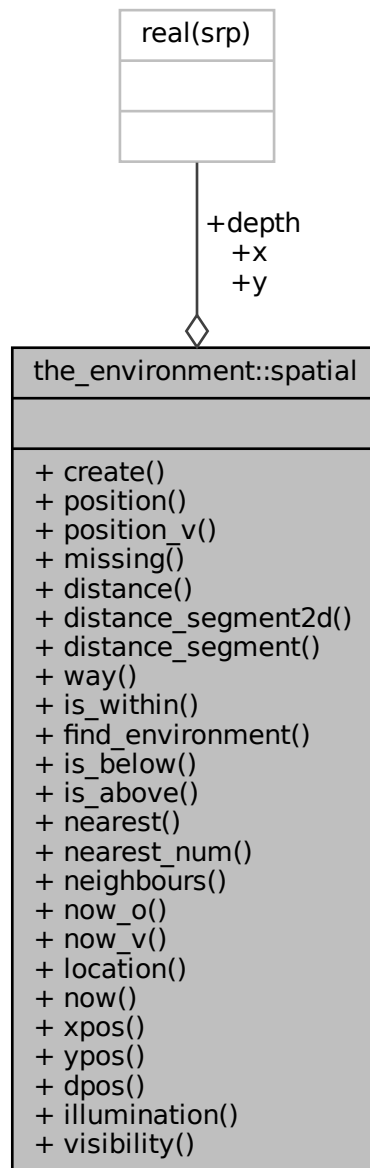 real(srp)
+depth
+x
+y
the_environment::spatial
+ create()
+ position()
+ position_v()
+ missing()
+ distance()
+ distance_segment2d()
+ distance_segment()
+ way()
+ is_within()
+ find_environment()
+ is_below()
+ is_above()
+ nearest()
+ nearest_num()
+ neighbours()
+ now_o()
+ now_v()
+ location()
+ now()
+ xpos()
+ ypos()
+ dpos()
+ illumination()
+ visibility()